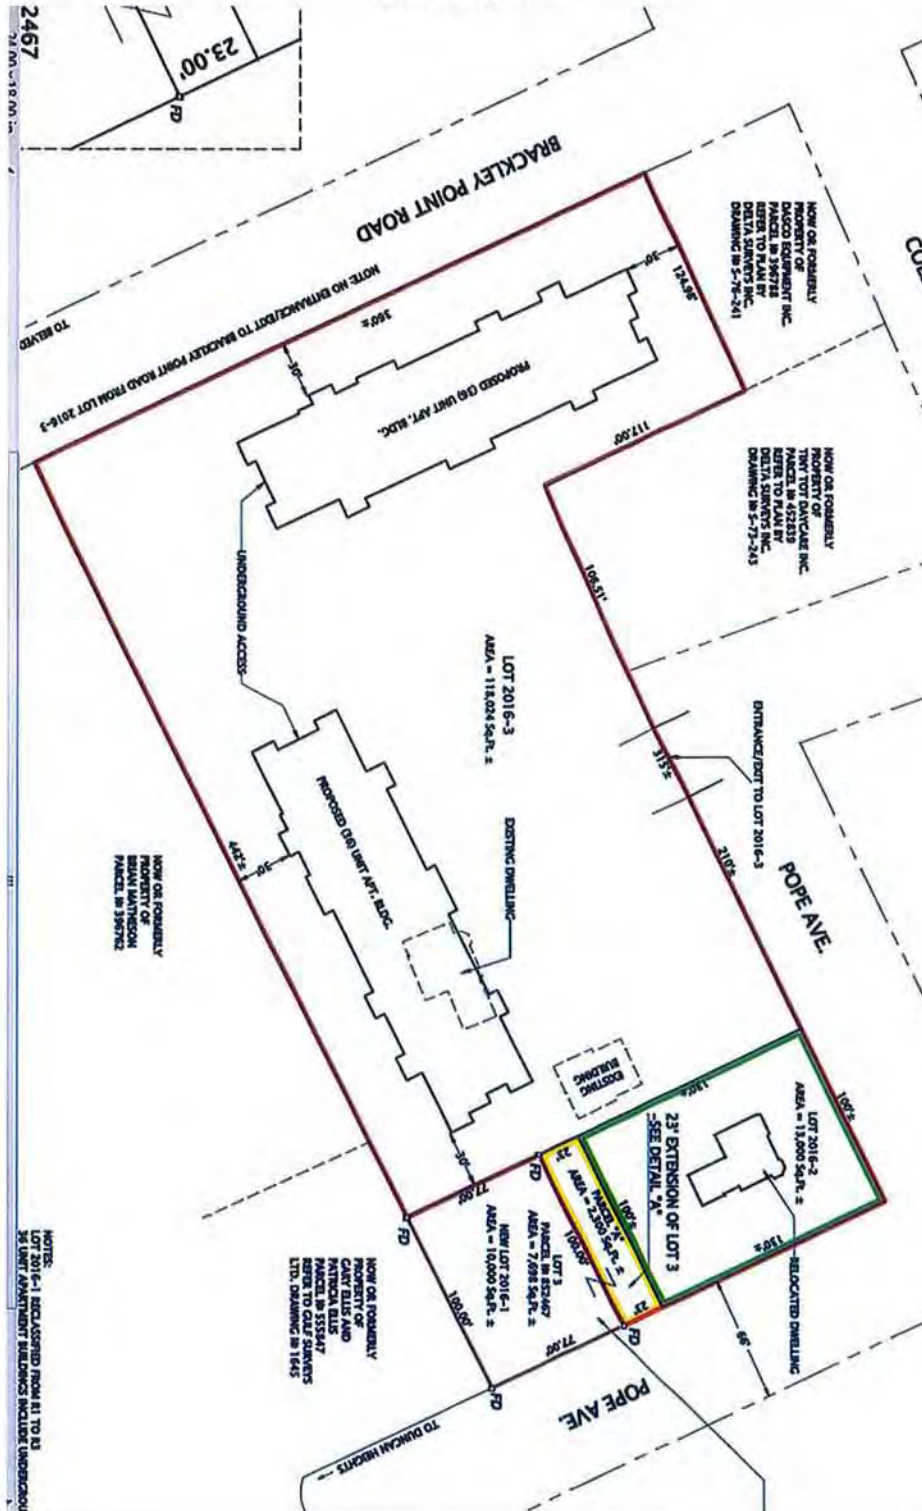 2467
24.00 x 18.00 in
23.00'
FD
BRACKLEY POINT ROAD
NOTE: NO ENTRANCE/EXIT TO BRACKLEY POINT ROAD FROM LOT 2016-3
TO BELVED
NOW OR FORMERLY
PROPERTY OF
DASCO EQUIPMENT INC.
PARCEL № 396788
REFER TO PLAN BY
DELTA SURVEYS INC.
DRAWING № S-76-241
124.96'
30'
360'±
30'
PROPOSED (36) UNIT APT. BLDG.
117.00'
NOW OR FORMERLY
PROPERTY OF
TINY TOT DAYCARE INC.
PARCEL № 452839
REFER TO PLAN BY
DELTA SURVEYS INC.
DRAWING № S-73-243
106.51'
UNDERGROUND ACCESS
LOT 2016-3
AREA = 118,024 Sq.Ft. ±
ENTRANCE/EXIT TO LOT 2016-3
315'±
210'±
POPE AVE.
PROPOSED (36) UNIT APT. BLDG.
EXISTING DWELLING
442'±
30'
NOW OR FORMERLY
PROPERTY OF
BRIAN MATHESON
PARCEL № 396762
EXISTING
BUILDING
130'±
100'±
LOT 2016-2
AREA = 13,000 Sq.Ft. ±
23' EXTENSION OF LOT 3
-SEE DETAIL "A"
RELOCATED DWELLING
130'±
100'±
23'
PARCEL "A"
AREA = 2,300 Sq.Ft. ±
23'
FD
100.00'
FD
30'
77.00'
LOT 3
PARCEL № 852467
AREA = 7,698 Sq.Ft. ±
NEW LOT 2016-1
AREA = 10,000 Sq.Ft. ±
FD
100.00'
77.00'
FD
66'
POPE AVE.
TO DUNCAN HEIGHTS
NOW OR FORMERLY
PROPERTY OF
GARY ELLIS AND
PATRICIA ELLIS
PARCEL № 555847
REFER TO GULF SURVEYS
LTD. DRAWING № 1645
NOTES:
LOT 2016-1 RECLASSIFIED FROM R1 TO R3
36 UNIT APARTMENT BUILDINGS INCLUDE UNDERGROU